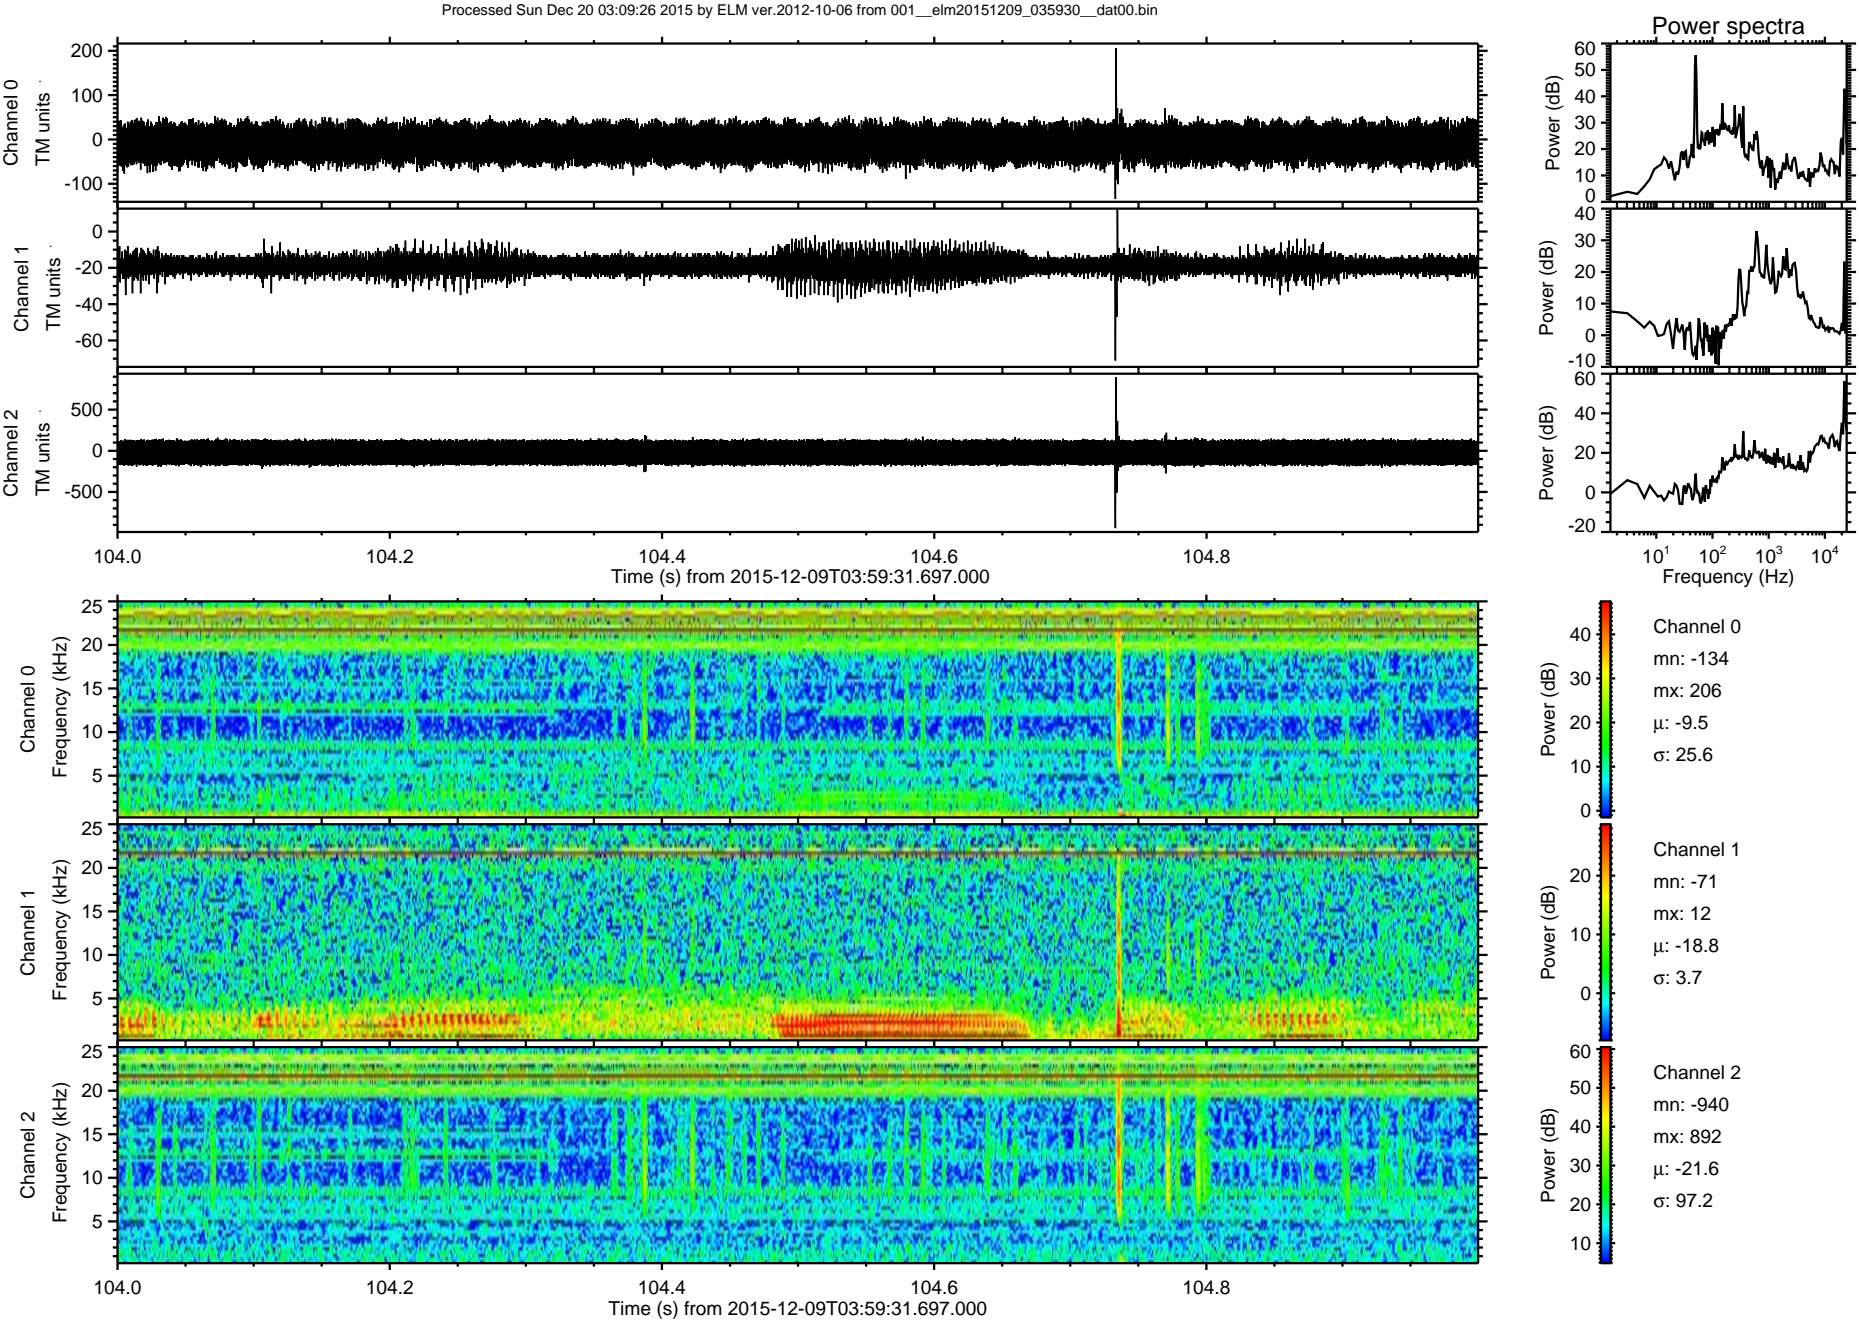 Processed Sun Dec 20 03:09:26 2015 by ELM ver.2012-10-06 from 001__elm20151209_035930__dat00.bin
Power spectra
Channel 0
TM units
200
100
0
-100
Power (dB)
60
50
40
30
20
10
0
Channel 1
TM units
0
-20
-40
-60
Power (dB)
40
30
20
10
0
-10
Channel 2
TM units
500
0
-500
Power (dB)
60
40
20
0
-20
104.0
104.2
104.4
104.6
104.8
Time (s) from 2015-12-09T03:59:31.697.000
10¹
10²
10³
10⁴
Frequency (Hz)
Channel 0
Frequency (kHz)
25
20
15
10
5
Power (dB)
40
30
20
10
0
Channel 0
mn: -134
mx: 206
μ: -9.5
σ: 25.6
Channel 1
Frequency (kHz)
25
20
15
10
5
Power (dB)
20
10
0
Channel 1
mn: -71
mx: 12
μ: -18.8
σ: 3.7
Channel 2
Frequency (kHz)
25
20
15
10
5
Power (dB)
60
50
40
30
20
10
Channel 2
mn: -940
mx: 892
μ: -21.6
σ: 97.2
104.0
104.2
104.4
104.6
104.8
Time (s) from 2015-12-09T03:59:31.697.000